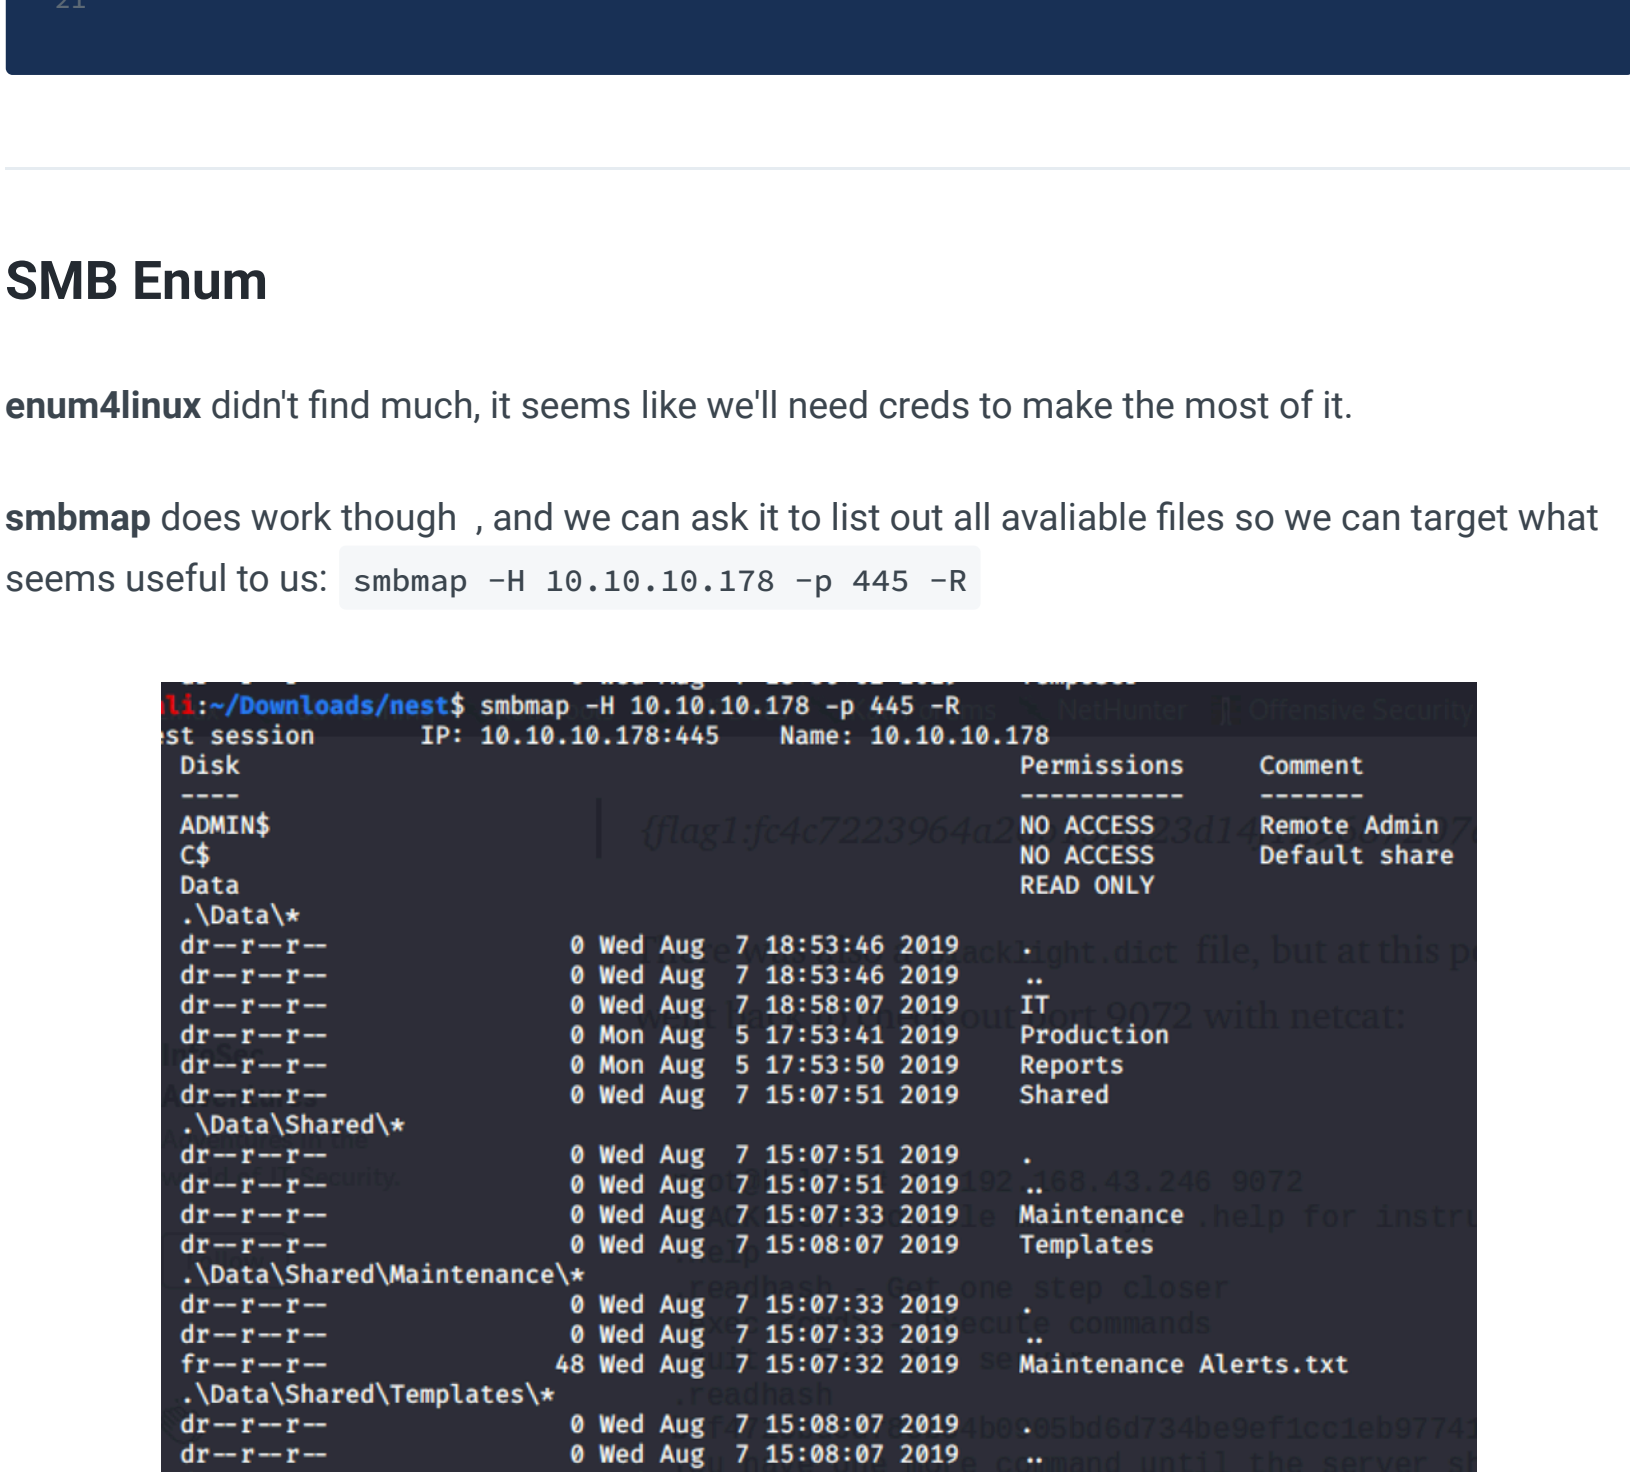 21
SMB Enum
enum4linux didn't find much, it seems like we'll need creds to make the most of it.
smbmap does work though , and we can ask it to list out all avaliable files so we can target what
seems useful to us: smbmap -H 10.10.10.178 -p 445 -R
li:~/Downloads/nest$ smbmap -H 10.10.10.178 -p 445 -R
est session IP: 10.10.10.178:445 Name: 10.10.10.178
Disk Permissions Comment
---- ----------- -------
ADMIN$ NO ACCESS Remote Admin
C$ NO ACCESS Default share
Data READ ONLY
.\Data\*
dr--r--r-- 0 Wed Aug 7 18:53:46 2019 .
dr--r--r-- 0 Wed Aug 7 18:53:46 2019 ..
dr--r--r-- 0 Wed Aug 7 18:58:07 2019 IT
dr--r--r-- 0 Mon Aug 5 17:53:41 2019 Production
dr--r--r-- 0 Mon Aug 5 17:53:50 2019 Reports
dr--r--r-- 0 Wed Aug 7 15:07:51 2019 Shared
.\Data\Shared\*
dr--r--r-- 0 Wed Aug 7 15:07:51 2019 .
dr--r--r-- 0 Wed Aug 7 15:07:51 2019 ..
dr--r--r-- 0 Wed Aug 7 15:07:33 2019 Maintenance
dr--r--r-- 0 Wed Aug 7 15:08:07 2019 Templates
.\Data\Shared\Maintenance\*
dr--r--r-- 0 Wed Aug 7 15:07:33 2019 .
dr--r--r-- 0 Wed Aug 7 15:07:33 2019 ..
fr--r--r-- 48 Wed Aug 7 15:07:32 2019 Maintenance Alerts.txt
.\Data\Shared\Templates\*
dr--r--r-- 0 Wed Aug 7 15:08:07 2019 .
dr--r--r-- 0 Wed Aug 7 15:08:07 2019 ..